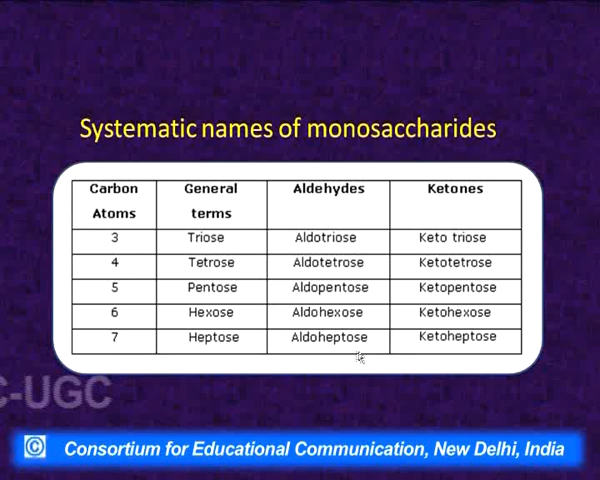 Systematic names of monosaccharides
Carbon Atoms General terms Aldehydes Ketones
3 Triose Aldotriose Keto triose
4 Tetrose Aldotetrose Ketotetrose
5 Pentose Aldopentose Ketopentose
6 Hexose Aldohexose Ketohexose
7 Heptose Aldoheptose Ketoheptose
C-UGC
© Consortium for Educational Communication, New Delhi, India